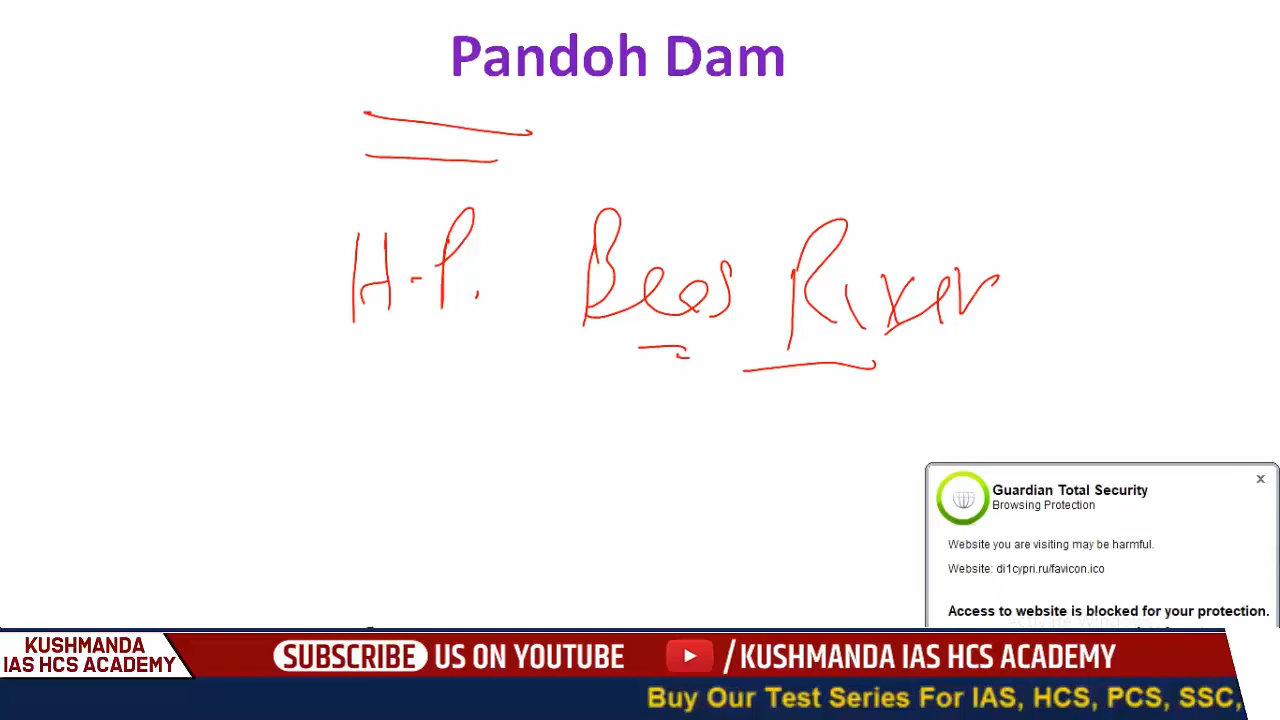 Pandoh Dam
H.P. Beas River
Guardian Total Security
x
Browsing Protection
Website you are visiting may be harmful.
Website: di1cypri.ru/favicon.ico
Access to website is blocked for your protection.
KUSHMANDA
IAS HCS ACADEMY
SUBSCRIBE US ON YOUTUBE
KUSHMANDA IAS HCS ACADEMY
Buy Our Test Series For IAS, HCS, PCS, SSC,